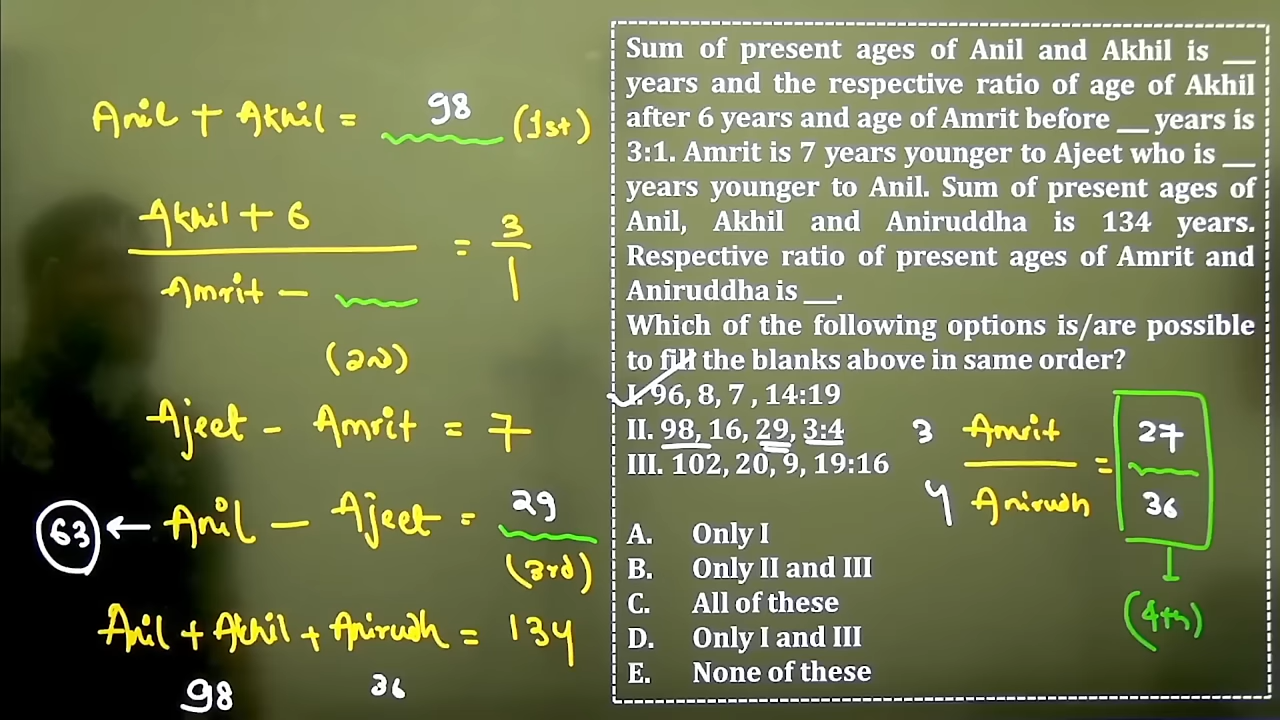 Anil + Akhil = 98 (1st)
Akhil + 6
Amrit -
= 3
1
(2nd)
Ajeet - Amrit = 7
63 ← Anil - Ajeet = 29
(3rd)
Anil + Akhil + Anirudh = 134
98 36
Sum of present ages of Anil and Akhil is __
years and the respective ratio of age of Akhil
after 6 years and age of Amrit before __ years is
3:1. Amrit is 7 years younger to Ajeet who is __
years younger to Anil. Sum of present ages of
Anil, Akhil and Aniruddha is 134 years.
Respective ratio of present ages of Amrit and
Aniruddha is __.
Which of the following options is/are possible
to fill the blanks above in same order?
I. 96, 8, 7 , 14:19
II. 98, 16, 29, 3:4
III. 102, 20, 9, 19:16
3 Amrit = 27
4 Anirudh 36
(4th)
A. Only I
B. Only II and III
C. All of these
D. Only I and III
E. None of these